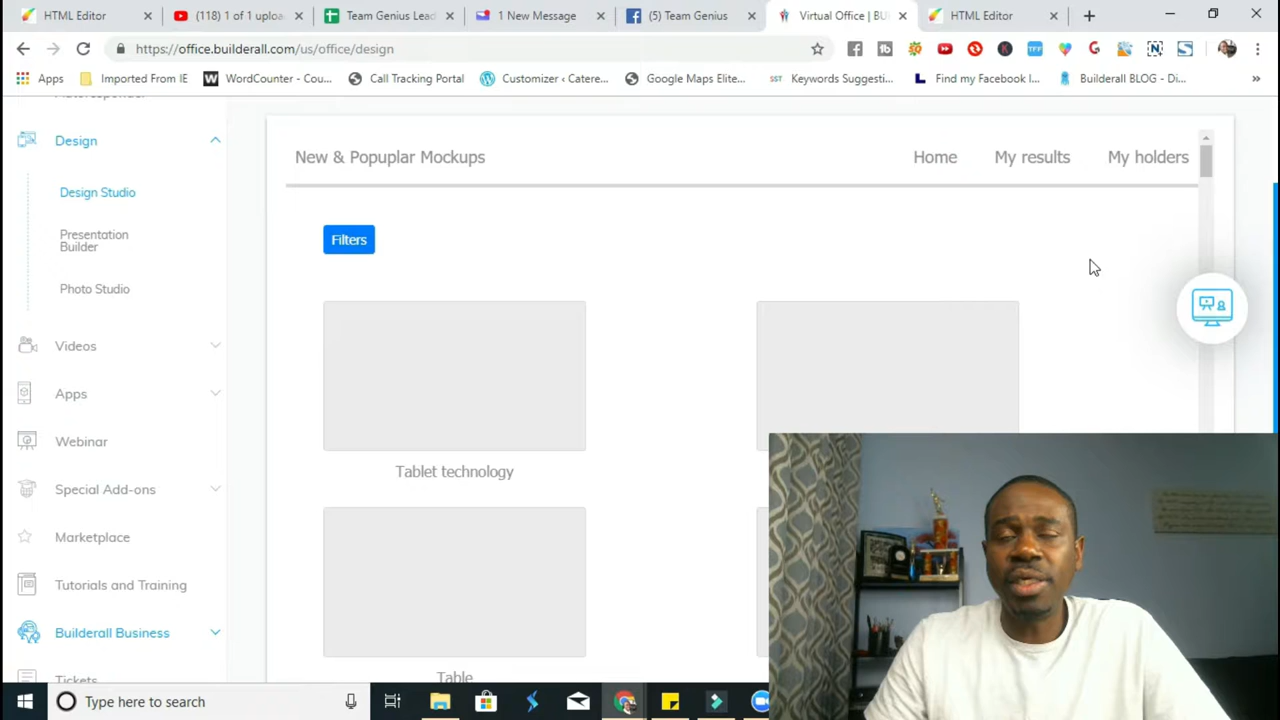 HTML Editor
(118) 1 of 1 uploa
Team Genius Lead
1 New Message
(5) Team Genius
Virtual Office | BU
HTML Editor
https://office.builderall.com/us/office/design
Apps
Imported From IE
WordCounter - Cou...
Call Tracking Portal
Customizer ‹ Catere...
Google Maps Elite...
SST
Keywords Suggesti...
Find my Facebook I...
Builderall BLOG - Di...
»
Design
Design Studio
Presentation
Builder
Photo Studio
Videos
Apps
Webinar
Special Add-ons
Marketplace
Tutorials and Training
Builderall Business
Tickets
New & Popuplar Mockups
Home
My results
My holders
Filters
Tablet technology
Table
Type here to search